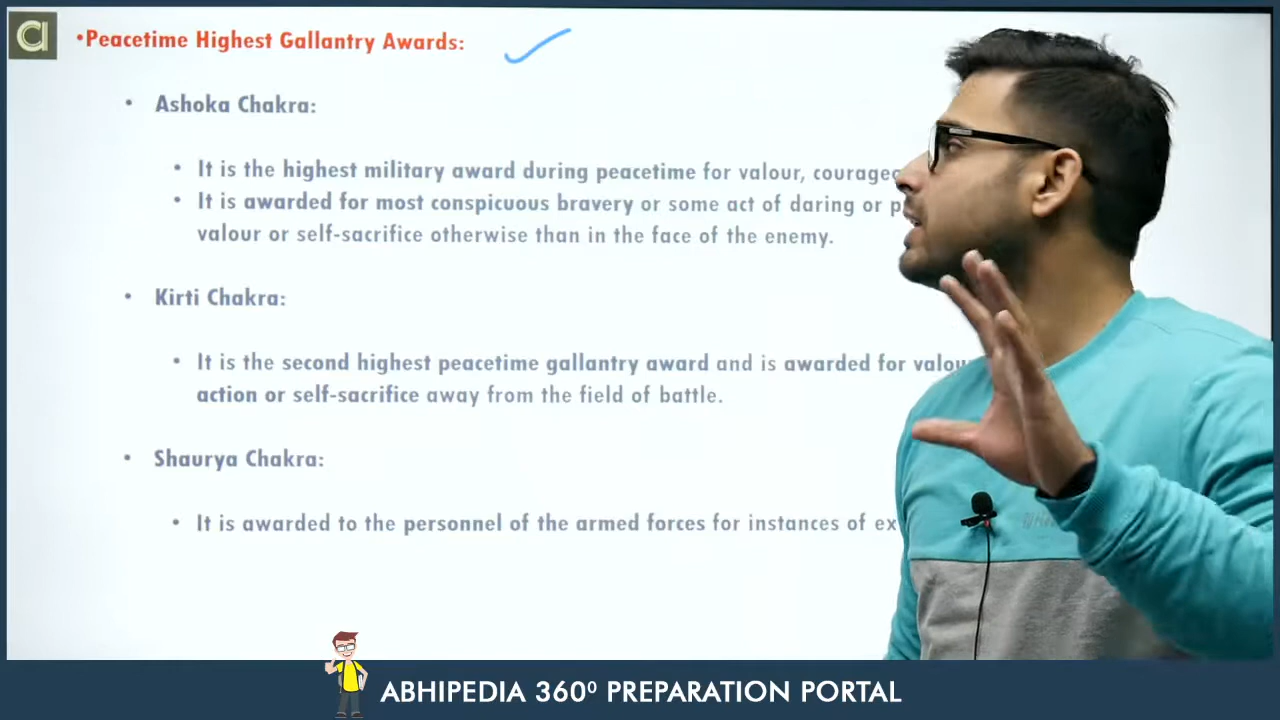 •Peacetime Highest Gallantry Awards:
• Ashoka Chakra:
• It is the highest military award during peacetime for valour,
• It is awarded for most conspicuous bravery or some act of daring or
valour or self-sacrifice otherwise than in the face of the enemy.
• Kirti Chakra:
• It is the second highest peacetime gallantry award and is awarded for
action or self-sacrifice away from the field of battle.
• Shaurya Chakra:
• It is awarded to the personnel of the armed forces for instances of
ABHIPEDIA 360⁰ PREPARATION PORTAL